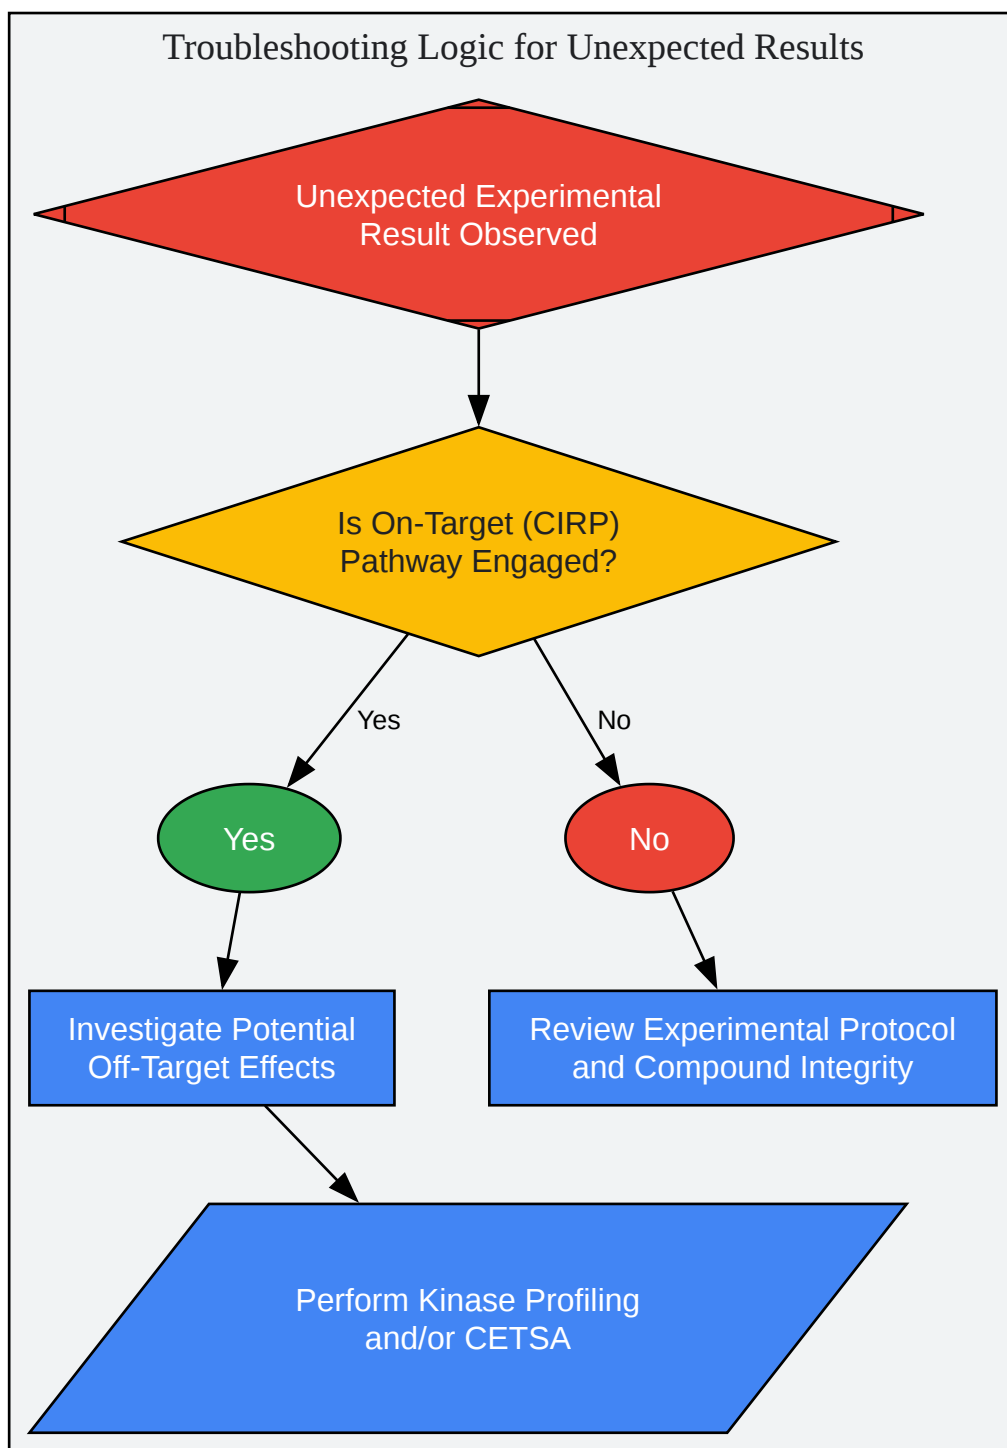 Troubleshooting Logic for Unexpected Results
Unexpected Experimental
Result Observed
Is On-Target (CIRP)
Pathway Engaged?
Yes
No
Yes
No
Investigate Potential
Off-Target Effects
Review Experimental Protocol
and Compound Integrity
Perform Kinase Profiling
and/or CETSA